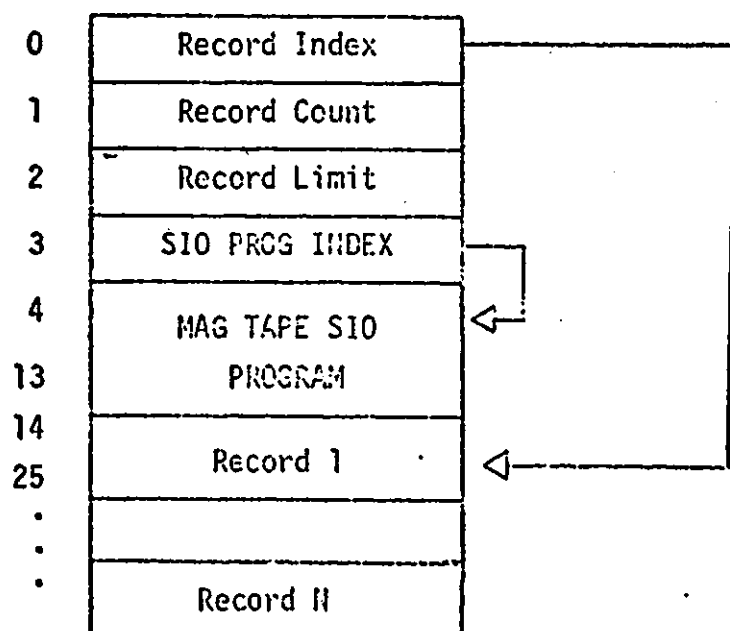 0 Record Index
1 Record Count
2 Record Limit
3 SIO PROG INDEX
4 MAG TAPE SIO
13 PROGRAM
14
Record 1
25
Record N